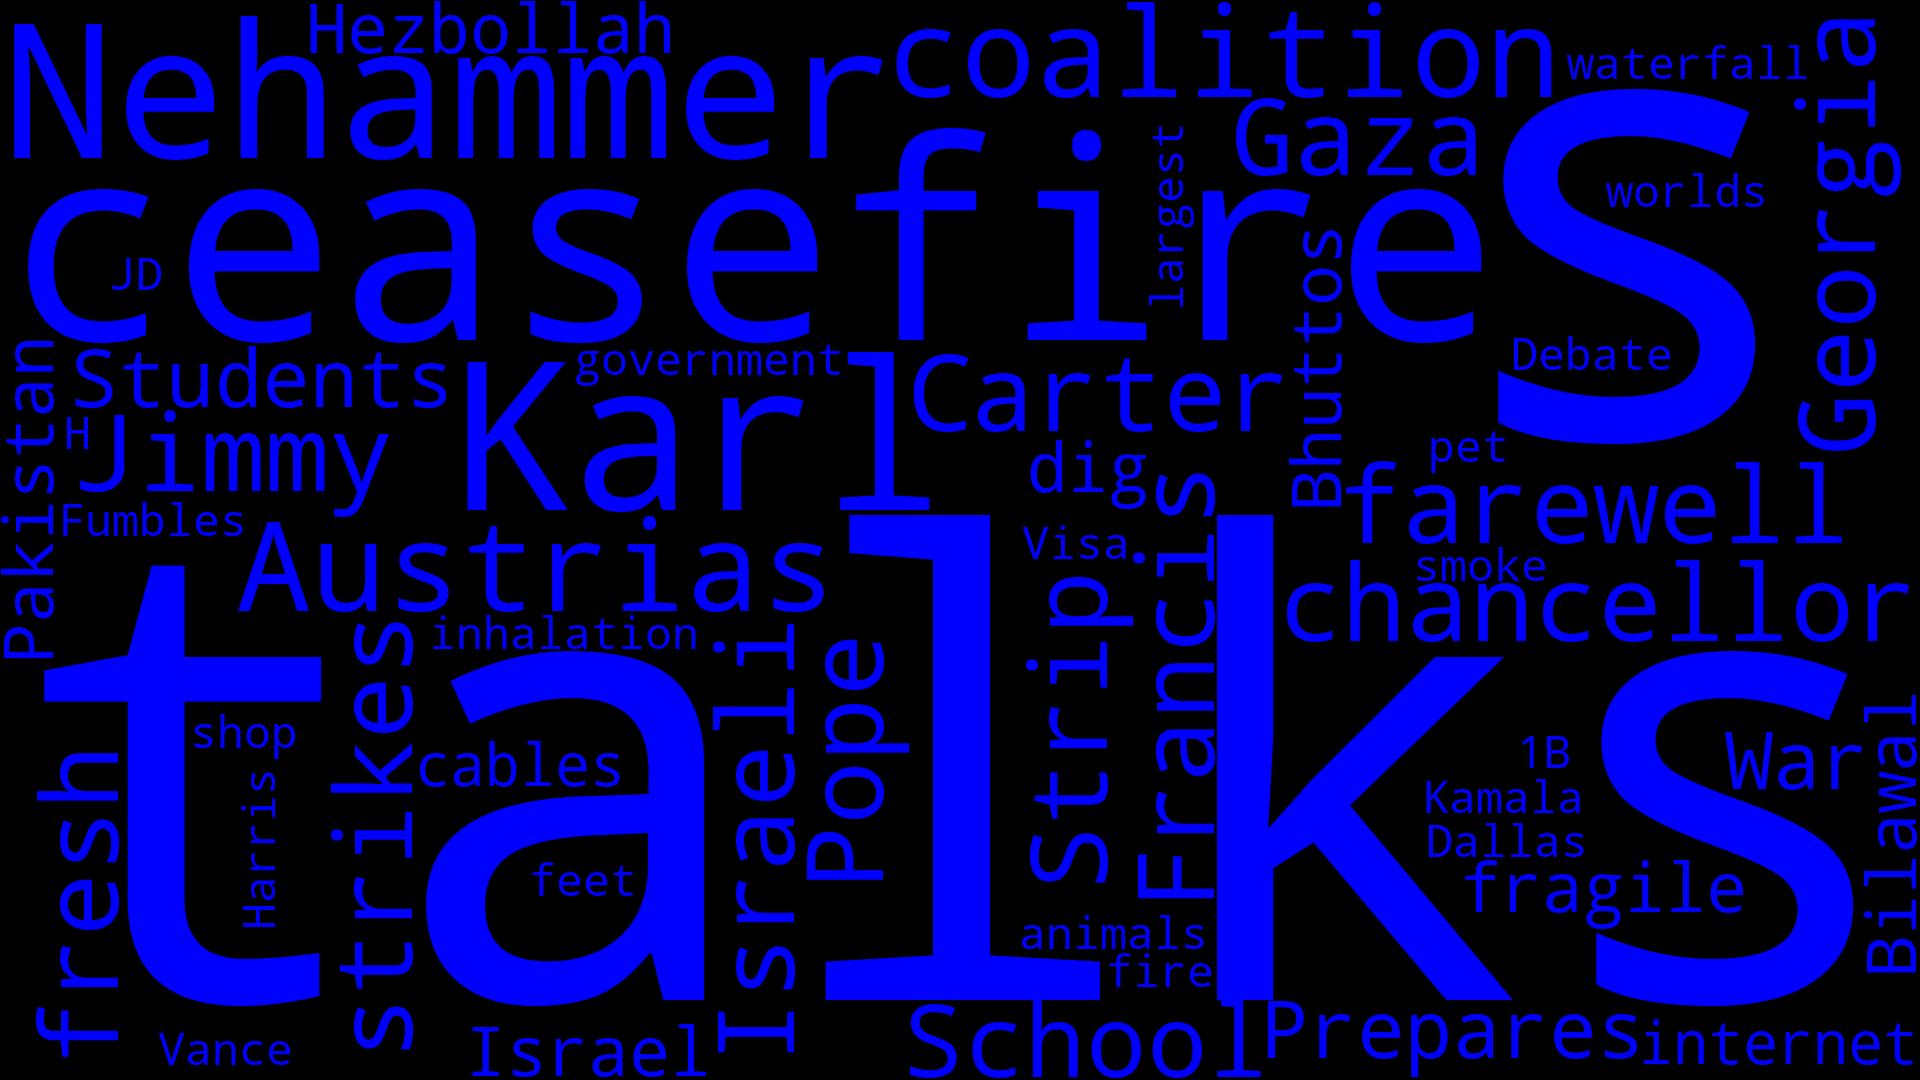 Nehammer
Hezbollah
coalition
waterfall
Georgia
Gaza
s
ceasefire
largest
worlds
JD
Bhuttos
Debate
Pakistan
Students
government
Karl
Carter
H
Jimmy
dig
pet
farewell
Fumbles
Austrias
Visa
Francis
smoke
chancellor
talks
inhalation
strikes
Israeli
Pope
Strip
shop
fresh
Harris
cables
feet
1B
War
Kamala
Dallas
fragile
Bilawal
animals
fire
Vance
Israel
School
Prepares
internet